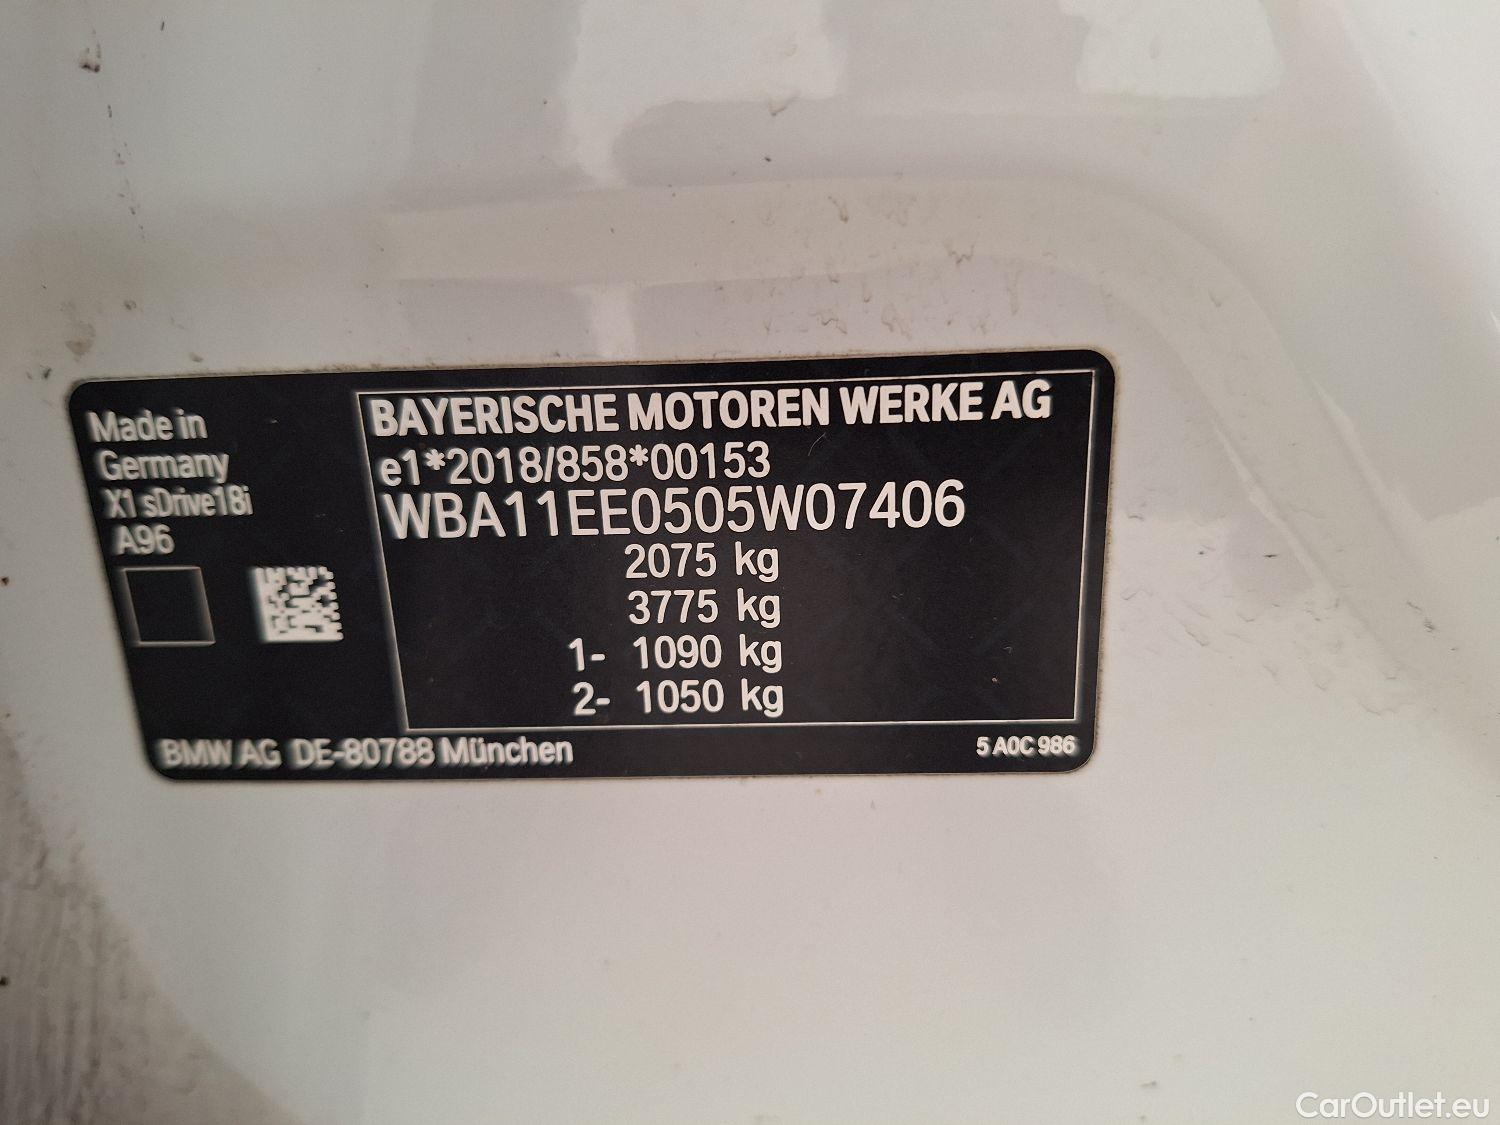 Made in
Germany
X1 sDrive18i
A96
BAYERISCHE MOTOREN WERKE AG
e1*2018/858*00153
WBA11EE0505W07406
2075 kg
3775 kg
1- 1090 kg
2- 1050 kg
BMW AG DE-80788 München
5 A0C 986
CarOutlet.eu